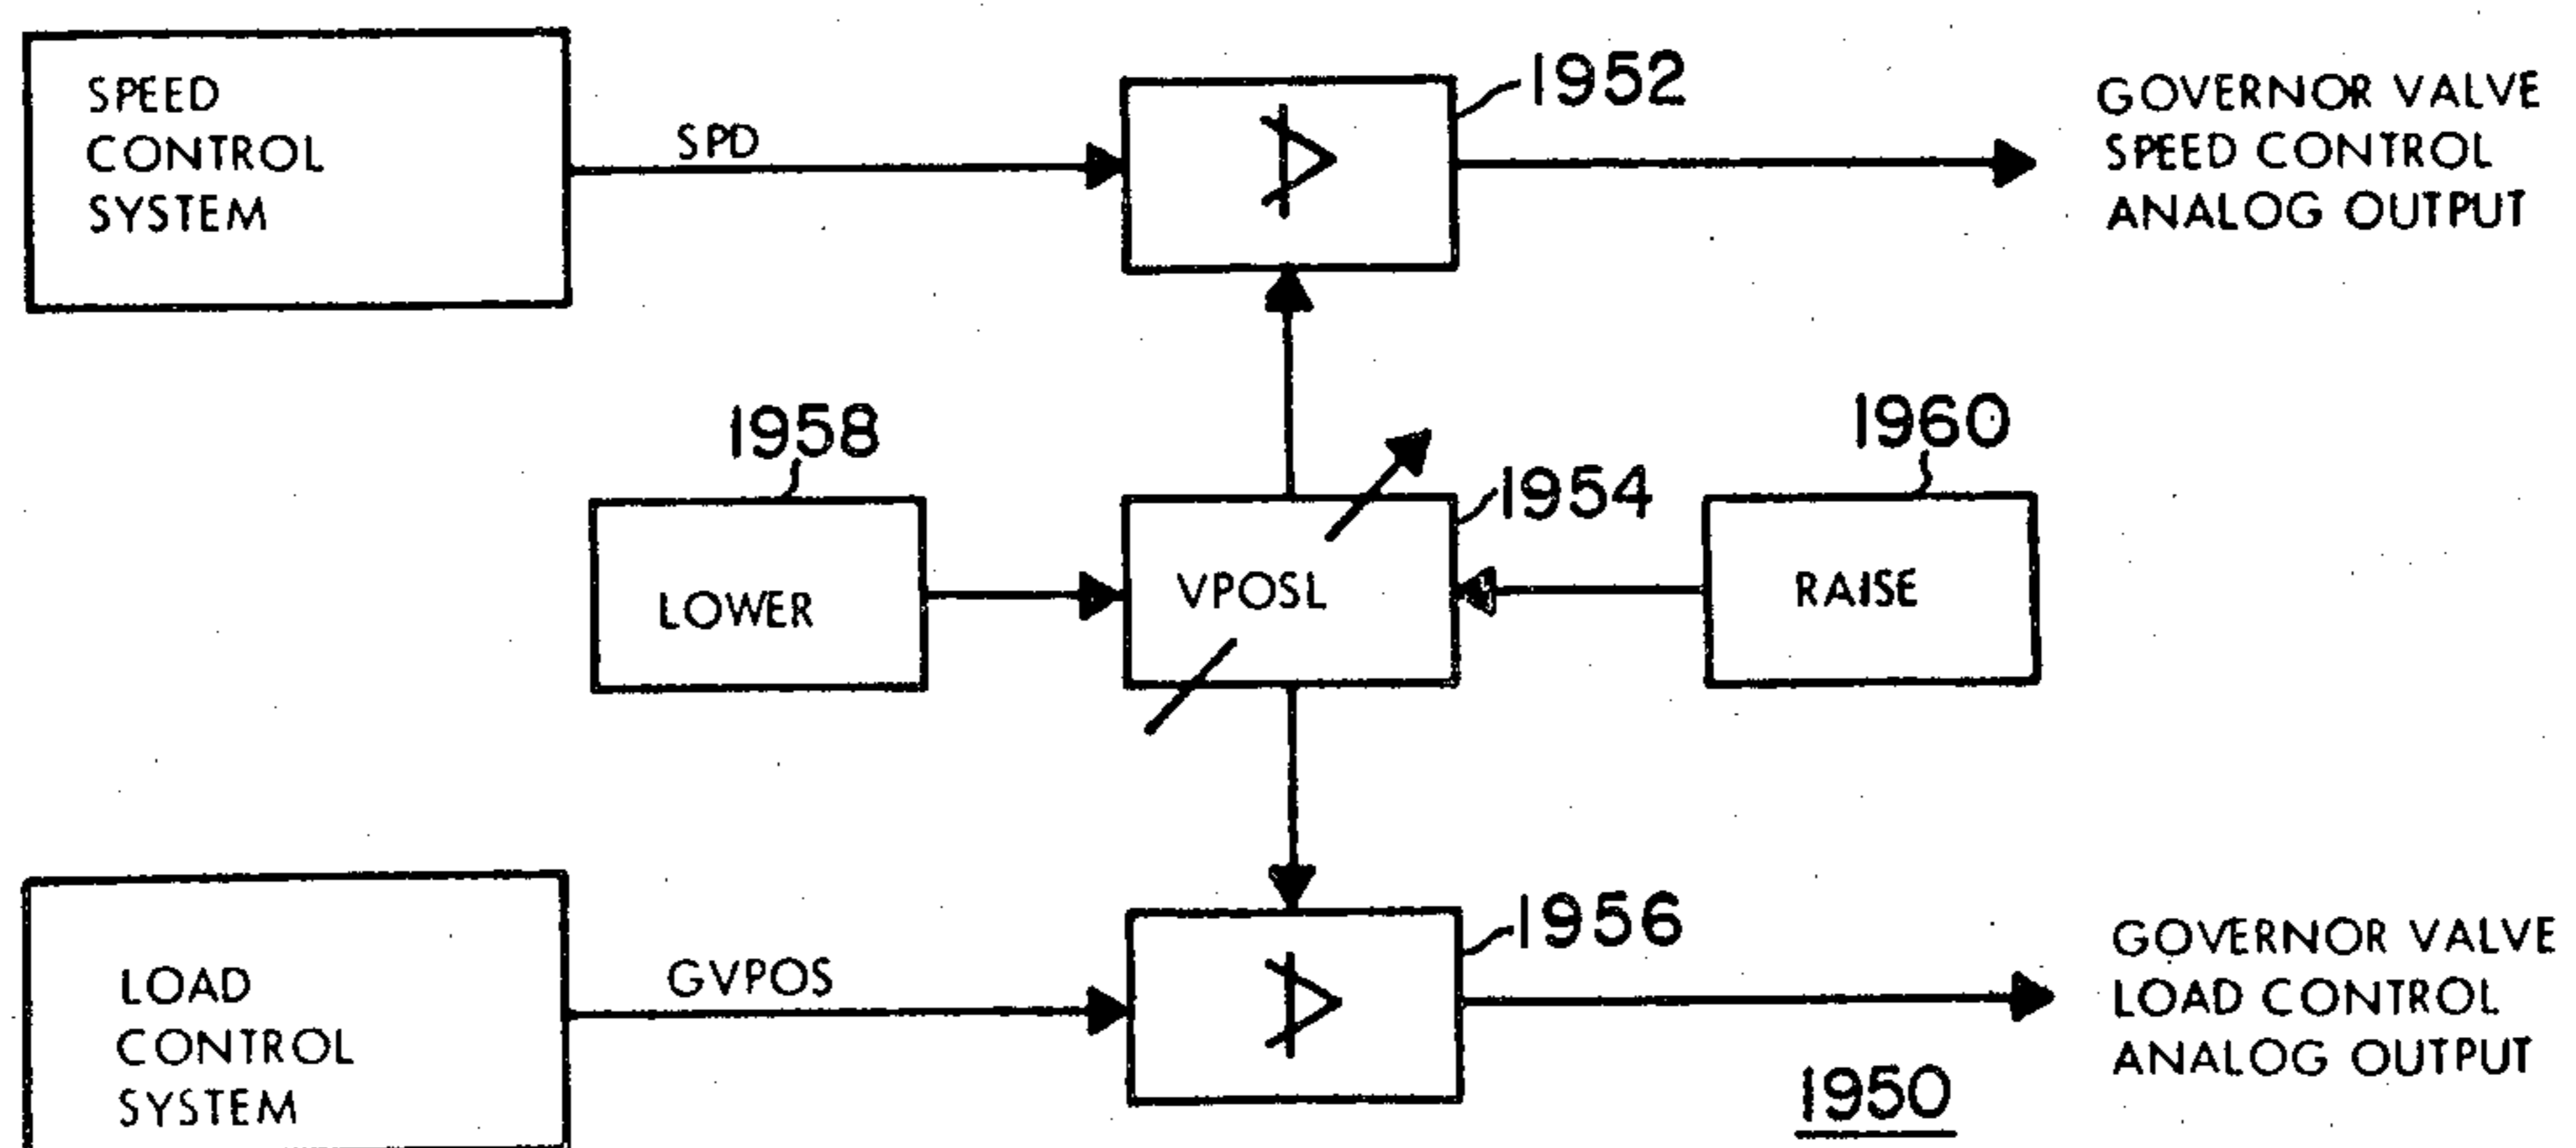 SPEED
CONTROL
SYSTEM
SPD
1952
GOVERNOR VALVE
SPEED CONTROL
ANALOG OUTPUT
1958
LOWER
VPOSL
1954
1960
RAISE
LOAD
CONTROL
SYSTEM
GVPOS
1956
GOVERNOR VALVE
LOAD CONTROL
ANALOG OUTPUT
1950